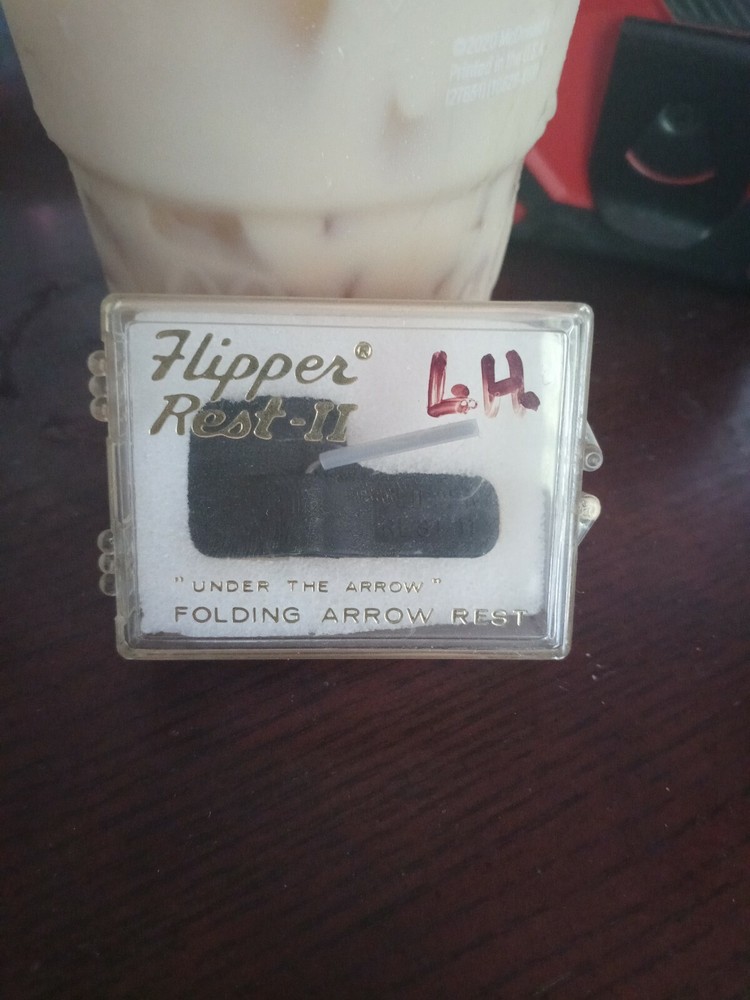 Flipper®
Rest-II
L.H.
"UNDER THE ARROW"
FOLDING ARROW REST